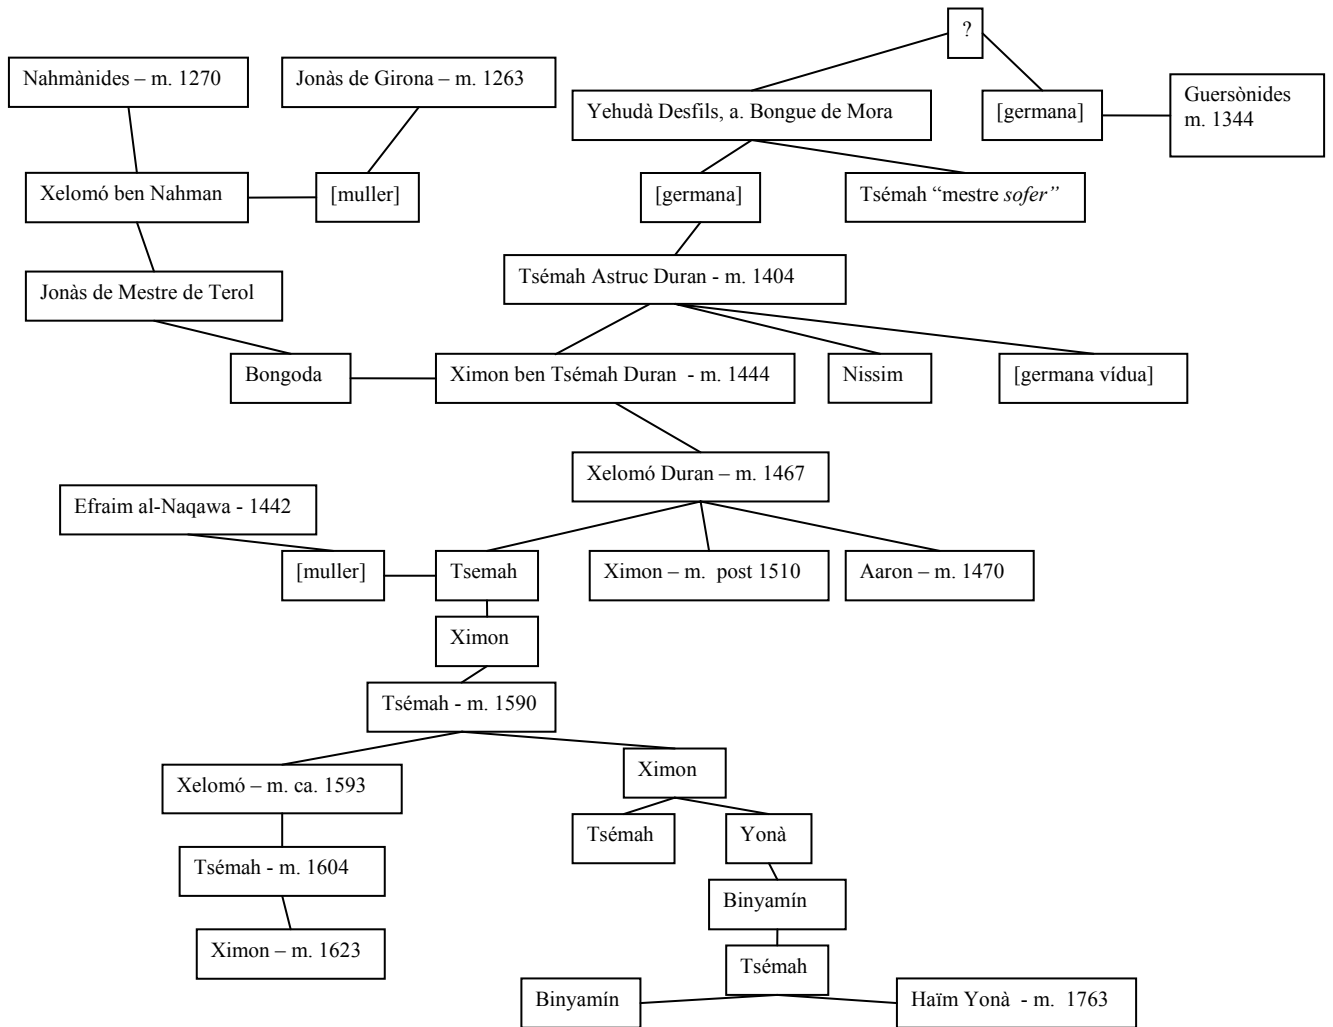 ?
Nahmànides – m. 1270
Jonàs de Girona – m. 1263
Yehudà Desfils, a. Bongue de Mora
[germana]
Guersònides
m. 1344
Xelomó ben Nahman
[muller]
[germana]
Tsémah “mestre sofer”
Jonàs de Mestre de Terol
Tsémah Astruc Duran - m. 1404
Bongoda
Ximon ben Tsémah Duran  - m. 1444
Nissim
[germana vídua]
Xelomó Duran – m. 1467
Efraim al-Naqawa - 1442
[muller]
Tsemah
Ximon – m.  post 1510
Aaron – m. 1470
Ximon
Tsémah - m. 1590
Xelomó – m. ca. 1593
Ximon
Tsémah
Yonà
Tsémah - m. 1604
Binyamín
Ximon – m. 1623
Tsémah
Binyamín
Haïm Yonà  - m.  1763